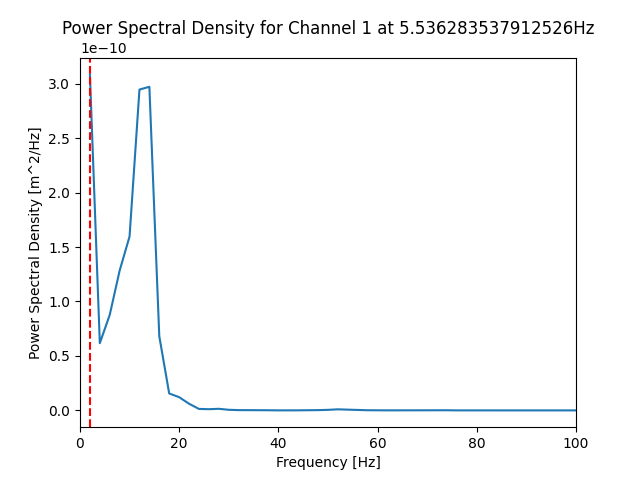 Power Spectral Density for Channel 1 at 5.536283537912526Hz
1e−10
3.0
2.5
2.0
1.5
1.0
0.5
0.0
Power Spectral Density [m^2/Hz]
0 20 40 60 80 100
Frequency [Hz]